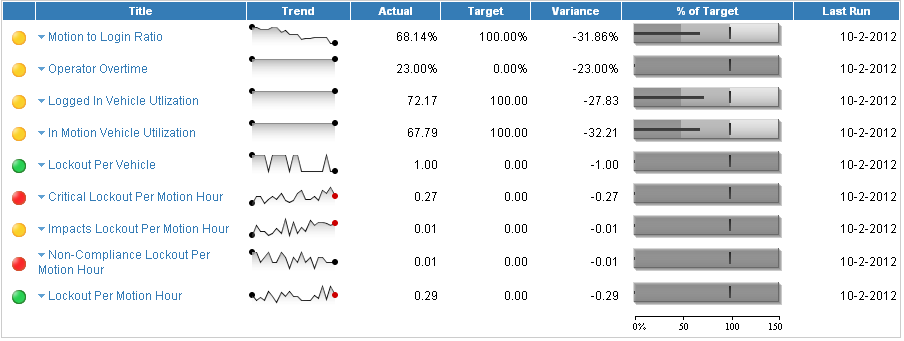 Title Trend Actual Target Variance % of Target Last Run
Motion to Login Ratio 68.14% 100.00% -31.86% 10-2-2012
Operator Overtime 23.00% 0.00% -23.00% 10-2-2012
Logged In Vehicle Utlization 72.17 100.00 -27.83 10-2-2012
In Motion Vehicle Utilization 67.79 100.00 -32.21 10-2-2012
Lockout Per Vehicle 1.00 0.00 -1.00 10-2-2012
Critical Lockout Per Motion Hour 0.27 0.00 -0.27 10-2-2012
Impacts Lockout Per Motion Hour 0.01 0.00 -0.01 10-2-2012
Non-Compliance Lockout Per
Motion Hour 0.01 0.00 -0.01 10-2-2012
Lockout Per Motion Hour 0.29 0.00 -0.29 10-2-2012
0% 50 100 150